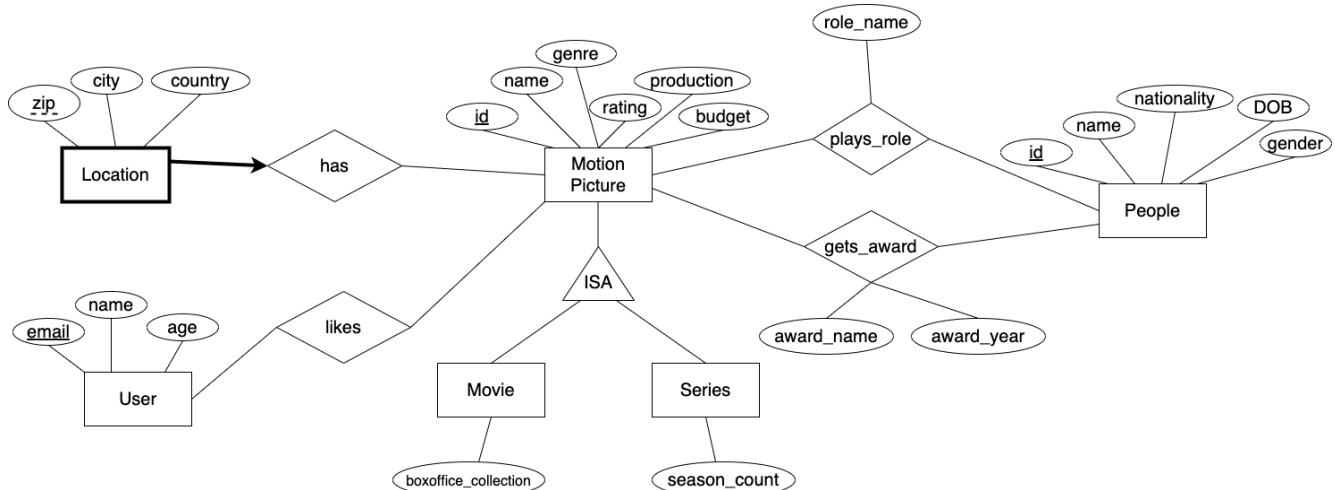 role_name
genre
city
country
name
production
nationality
DOB
zip
rating
name
id
budget
gender
id
plays_role
Location
has
Motion
Picture
People
gets_award
ISA
name
email
age
likes
award_name
award_year
User
Movie
Series
boxoffice_collection
season_count